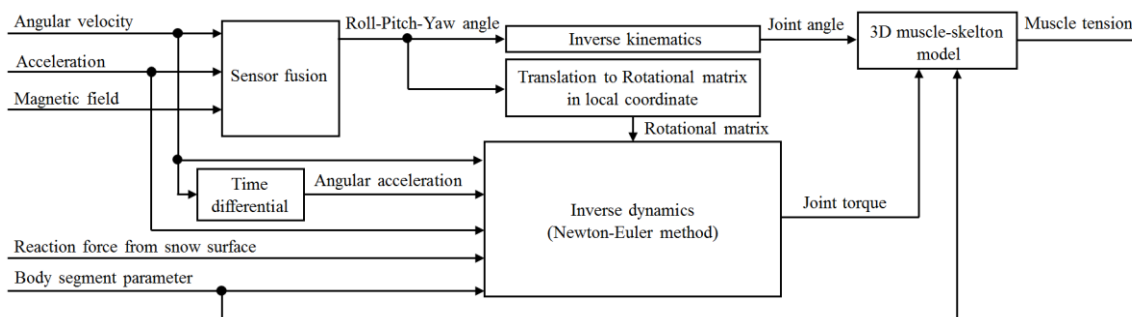 Angular velocity
Roll-Pitch-Yaw angle
Inverse kinematics
Joint angle
3D muscle-skelton
model
Muscle tension
Acceleration
Sensor fusion
Translation to Rotational matrix
in local coordinate
Magnetic field
Rotational matrix
Time
differential
Angular acceleration
Inverse dynamics
(Newton-Euler method)
Joint torque
Reaction force from snow surface
Body segment parameter